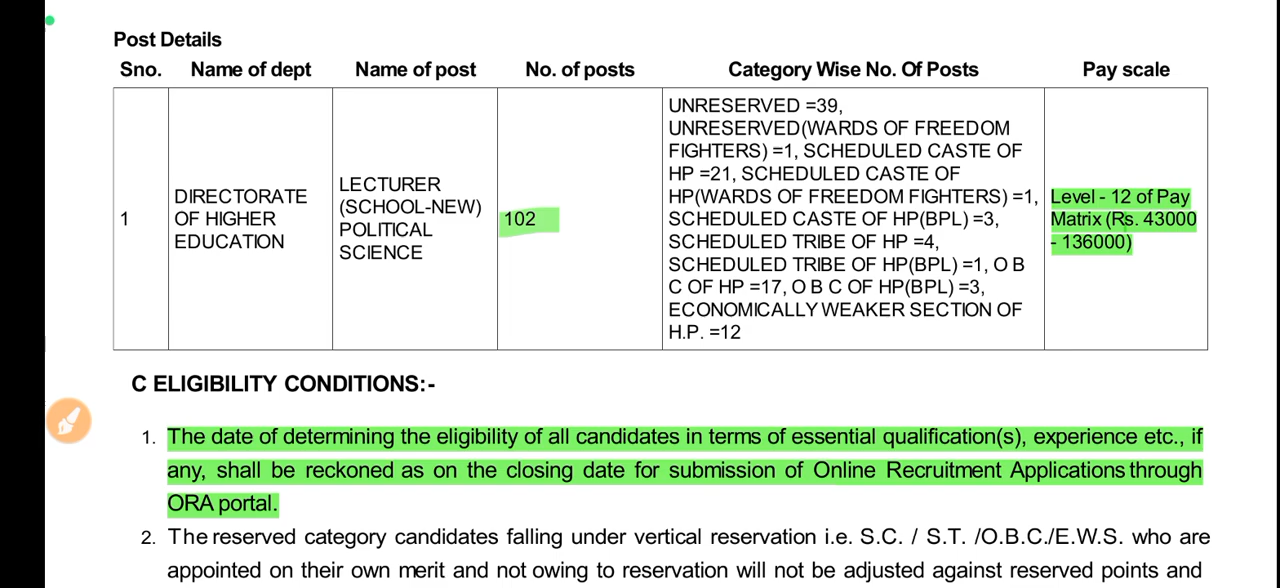 Post Details
Sno. Name of dept Name of post No. of posts Category Wise No. Of Posts Pay scale
1
DIRECTORATE
OF HIGHER
EDUCATION
LECTURER
(SCHOOL-NEW)
POLITICAL
SCIENCE
102
UNRESERVED =39,
UNRESERVED(WARDS OF FREEDOM
FIGHTERS) =1, SCHEDULED CASTE OF
HP =21, SCHEDULED CASTE OF
HP(WARDS OF FREEDOM FIGHTERS) =1,
SCHEDULED CASTE OF HP(BPL) =3,
SCHEDULED TRIBE OF HP =4,
SCHEDULED TRIBE OF HP(BPL) =1, O B
C OF HP =17, O B C OF HP(BPL) =3,
ECONOMICALLY WEAKER SECTION OF
H.P. =12
Level - 12 of Pay
Matrix (Rs. 43000
- 136000)
C ELIGIBILITY CONDITIONS:-
1. The date of determining the eligibility of all candidates in terms of essential qualification(s), experience etc., if
any, shall be reckoned as on the closing date for submission of Online Recruitment Applications through
ORA portal.
2. The reserved category candidates falling under vertical reservation i.e. S.C. / S.T. /O.B.C./E.W.S. who are
appointed on their own merit and not owing to reservation will not be adjusted against reserved points and